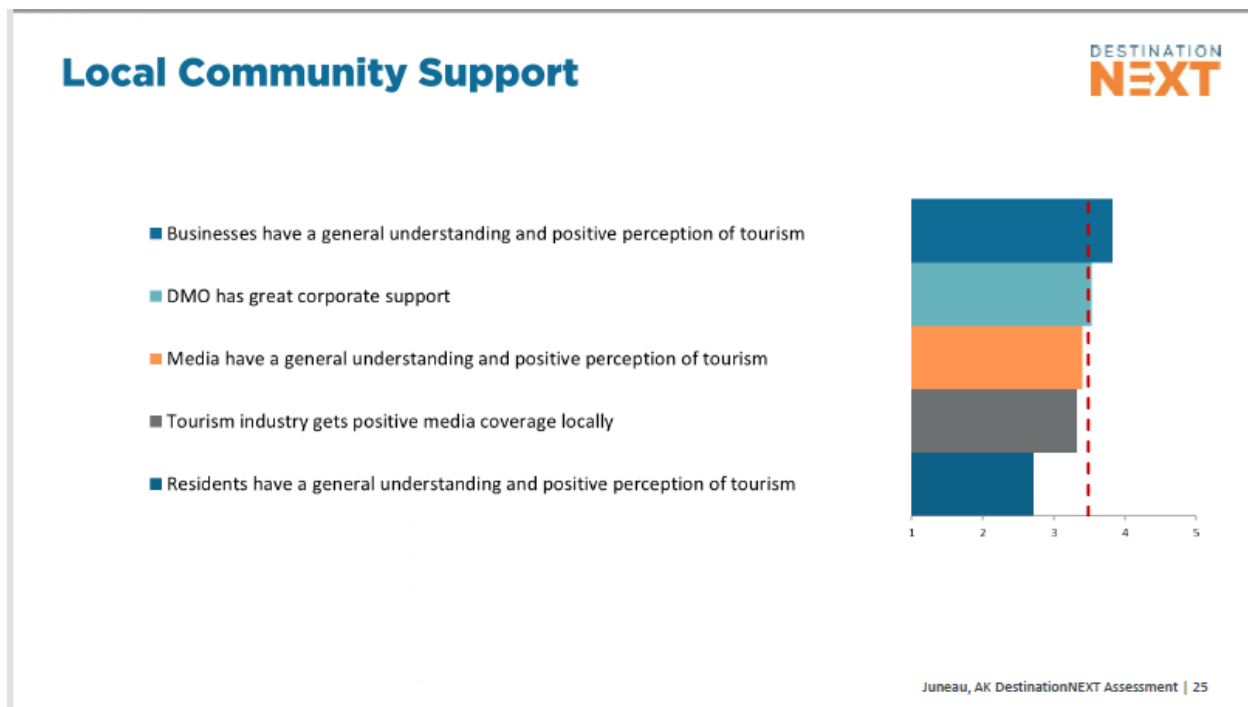 Local Community Support
DESTINATION
NEXT
Businesses have a general understanding and positive perception of tourism
DMO has great corporate support
Media have a general understanding and positive perception of tourism
Tourism industry gets positive media coverage locally
Residents have a general understanding and positive perception of tourism
1 2 3 4 5
Juneau, AK DestinationNEXT Assessment | 25